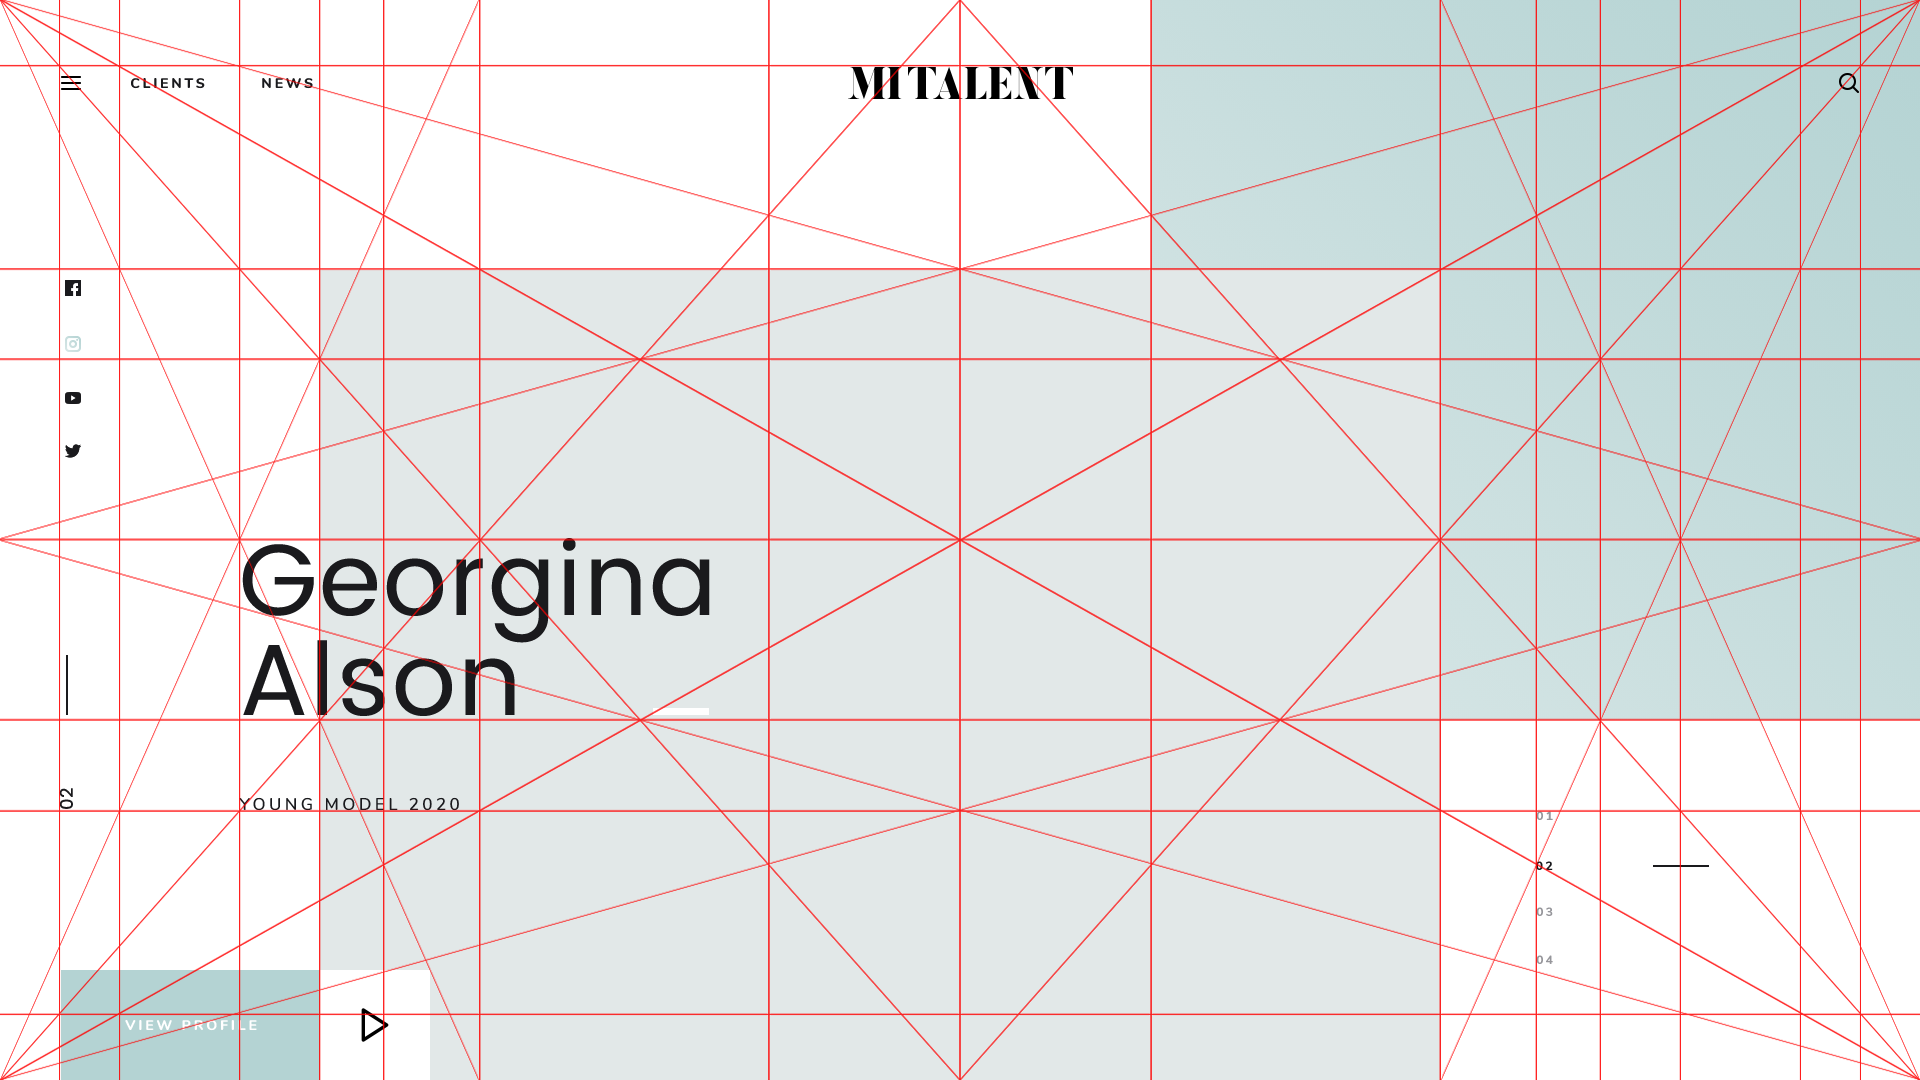 CLIENTS NEWS MITALENT
Georgina
Alson
02
YOUNG MODEL 2020
01
02
03
04
VIEW PROFILE